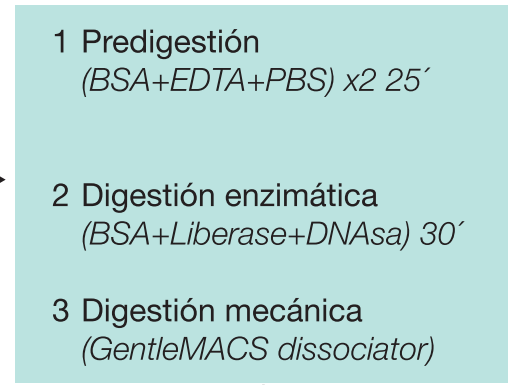 1 Predigestión
(BSA+EDTA+PBS) x2 25´
2 Digestión enzimática
(BSA+Liberase+DNAsa) 30´
3 Digestión mecánica
(GentleMACS dissociator)